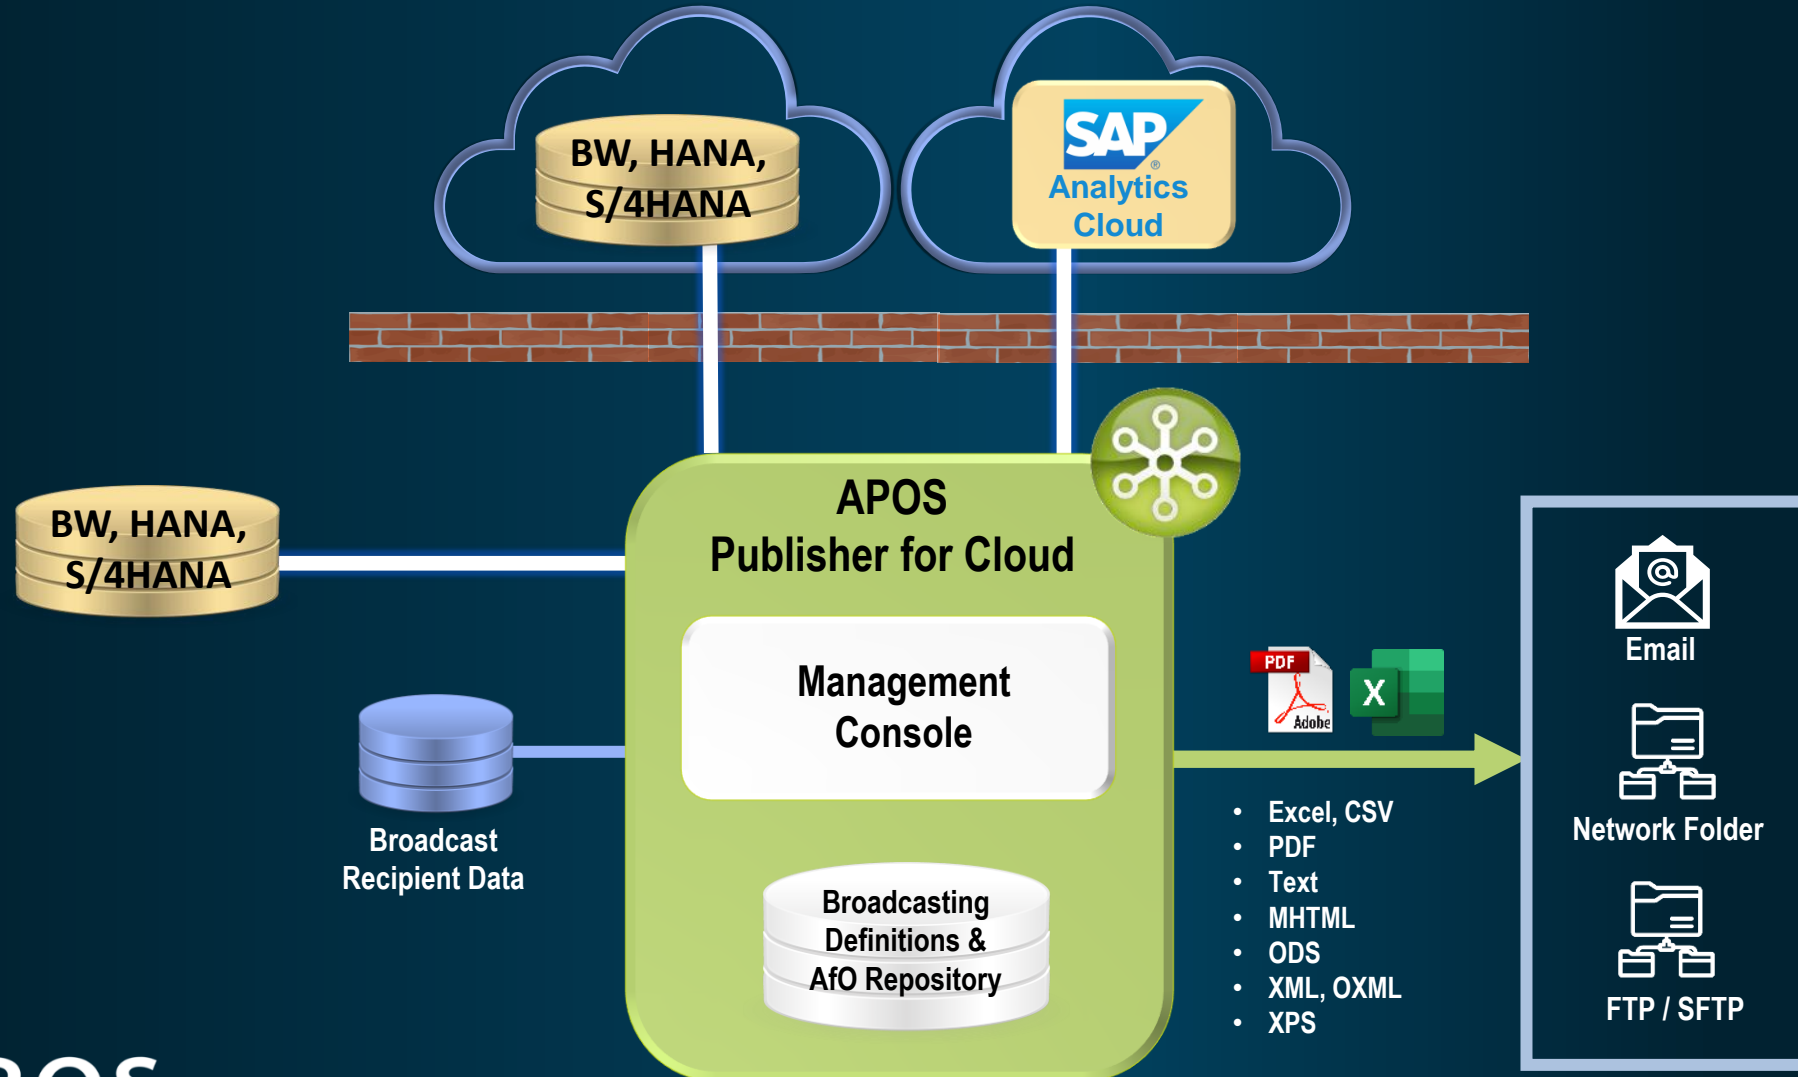 BW, HANA,
S/4HANA
SAP
®
Analytics
Cloud
APOS
Publisher for Cloud
BW, HANA,
S/4HANA
Management
Console
Broadcast
Recipient Data
Broadcasting
Definitions &
AfO Repository
PDF
Adobe
X
• Excel, CSV
• PDF
• Text
• MHTML
• ODS
• XML, OXML
• XPS
@
Email
Network Folder
FTP / SFTP